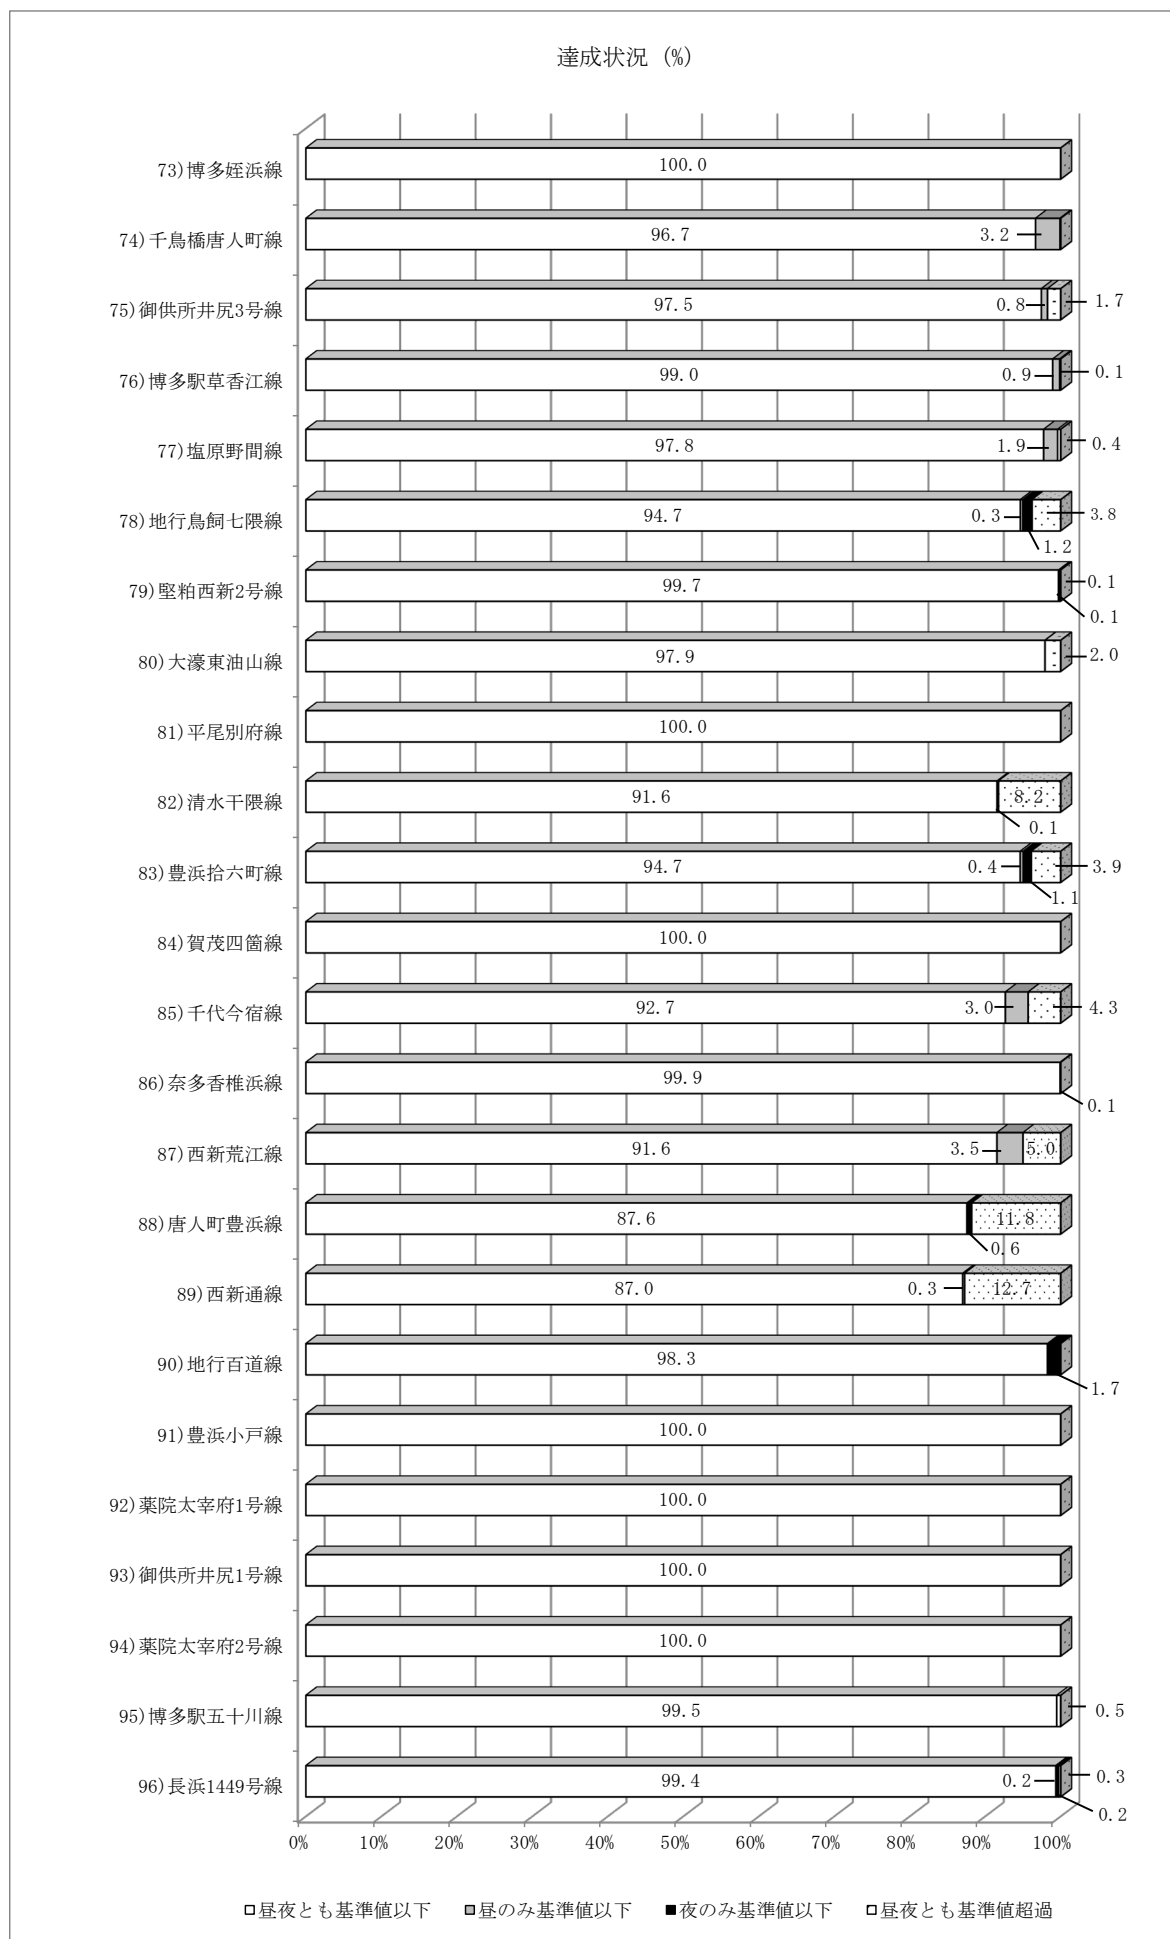 達成状況 (%)
73)博多姪浜線 100.0
74)千鳥橋唐人町線 96.7 3.2
75)御供所井尻3号線 97.5 0.8 1.7
76)博多駅草香江線 99.0 0.9 0.1
77)塩原野間線 97.8 1.9 0.4
78)地行鳥飼七隈線 94.7 0.3 3.8
1.2
79)堅粕西新2号線 99.7 0.1
0.1
80)大濠東油山線 97.9 2.0
81)平尾別府線 100.0
82)清水干隈線 91.6 8.2
0.1
83)豊浜拾六町線 94.7 0.4 3.9
1.1
84)賀茂四箇線 100.0
85)千代今宿線 92.7 3.0 4.3
86)奈多香椎浜線 99.9
0.1
87)西新荒江線 91.6 3.5 5.0
88)唐人町豊浜線 87.6 11.8
0.6
89)西新通線 87.0 0.3 12.7
90)地行百道線 98.3
1.7
91)豊浜小戸線 100.0
92)薬院太宰府1号線 100.0
93)御供所井尻1号線 100.0
94)薬院太宰府2号線 100.0
95)博多駅五十川線 99.5 0.5
96)長浜1449号線 99.4 0.2 0.3
0.2
0% 10% 20% 30% 40% 50% 60% 70% 80% 90% 100%
昼夜とも基準値以下 昼のみ基準値以下 夜のみ基準値以下 昼夜とも基準値超過